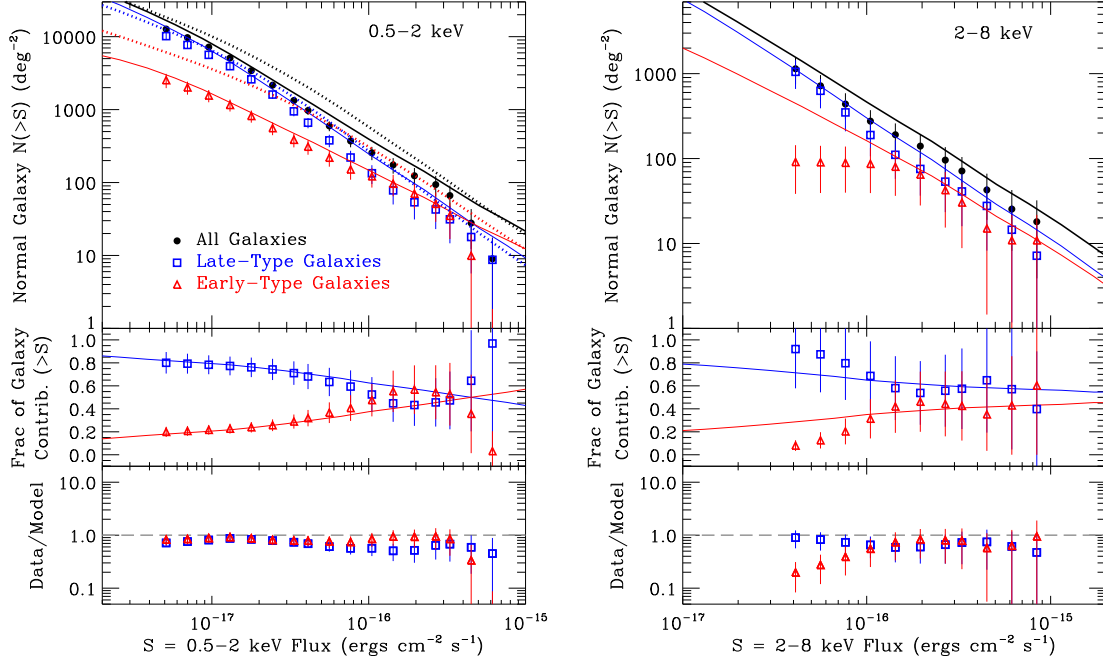 0.5−2 keV
Normal Galaxy N(>S) (deg−2)
10000
1000
100
10
1
All Galaxies
Late−Type Galaxies
Early−Type Galaxies
Frac of Galaxy
Contrib. (>S)
1.0
0.8
0.6
0.4
0.2
0.0
Data/Model
10.0
1.0
0.1
10−17
10−16
10−15
S = 0.5−2 keV Flux (ergs cm−2 s−1)
2−8 keV
Normal Galaxy N(>S) (deg−2)
1000
100
10
1
Frac of Galaxy
Contrib. (>S)
1.0
0.8
0.6
0.4
0.2
0.0
Data/Model
10.0
1.0
0.1
10−17
10−16
10−15
S = 2−8 keV Flux (ergs cm−2 s−1)